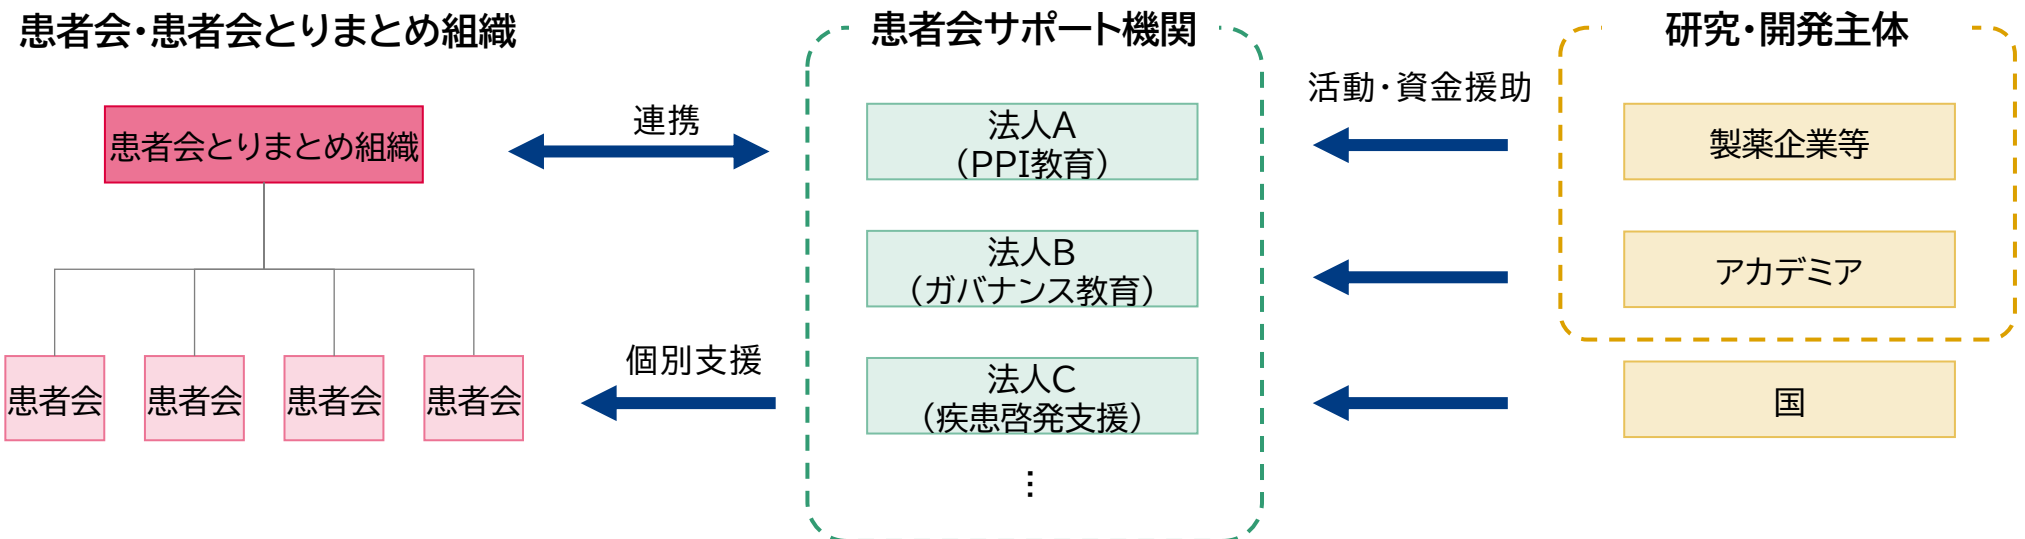 患者会・患者会とりまとめ組織
患者会とりまとめ組織
患者会
患者会
患者会
患者会
連携
個別支援
患者会サポート機関
法人A
（PPI教育）
法人B
（ガバナンス教育）
法人C
（疾患啓発支援）
…
活動・資金援助
研究・開発主体
製薬企業等
アカデミア
国